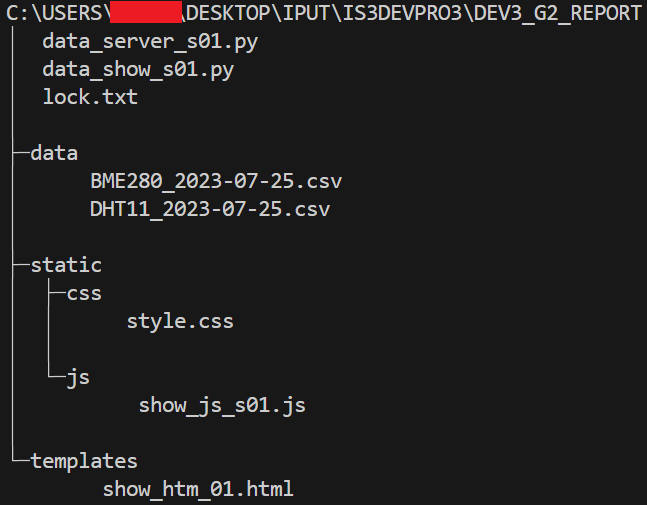 C:\USERS\ \DESKTOP\IPUT\IS3DEVPRO3\DEV3_G2_REPORT
data_server_s01.py
data_show_s01.py
lock.txt
data
BME280_2023-07-25.csv
DHT11_2023-07-25.csv
static
css
style.css
js
show_js_s01.js
templates
show_htm_01.html